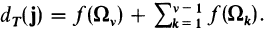 d_T(j) = f(Ω_ν) + ∑_{k=1}^{ν-1} f(Ω_k).